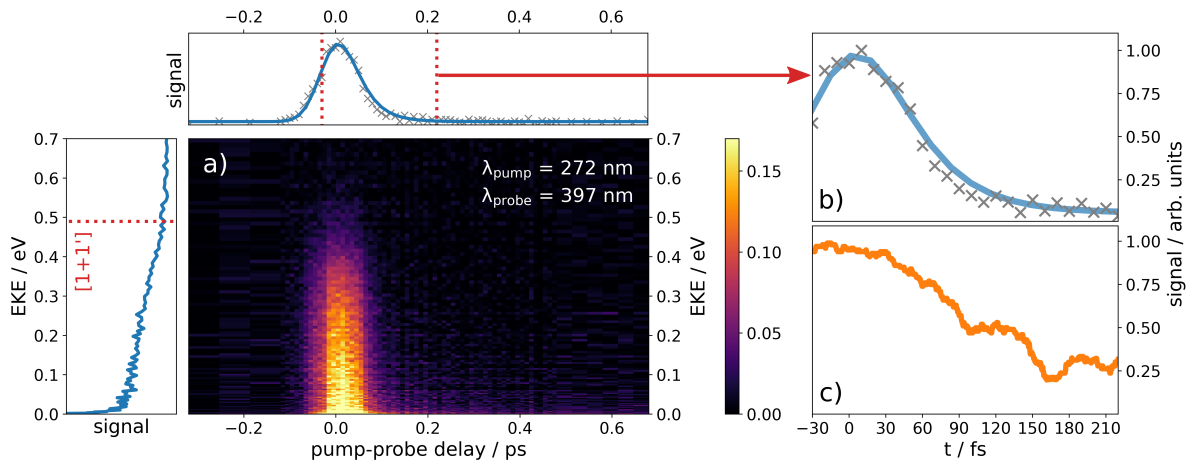 −0.2 0.0 0.2 0.4 0.6
signal
a)
λpump = 272 nm
λprobe = 397 nm
EKE / eV
0.7
0.6
0.5
0.4
0.3
0.2
0.1
0.0
[1+1']
signal
0.7
0.6
0.5
0.4
0.3
0.2
0.1
0.0
EKE / eV
−0.2 0.0 0.2 0.4 0.6
pump-probe delay / ps
0.15
0.10
0.05
0.00
b)
1.00
0.75
0.50
0.25
c)
1.00
0.75
0.50
0.25
signal / arb. units
−30 0 30 60 90 120 150 180 210
t / fs